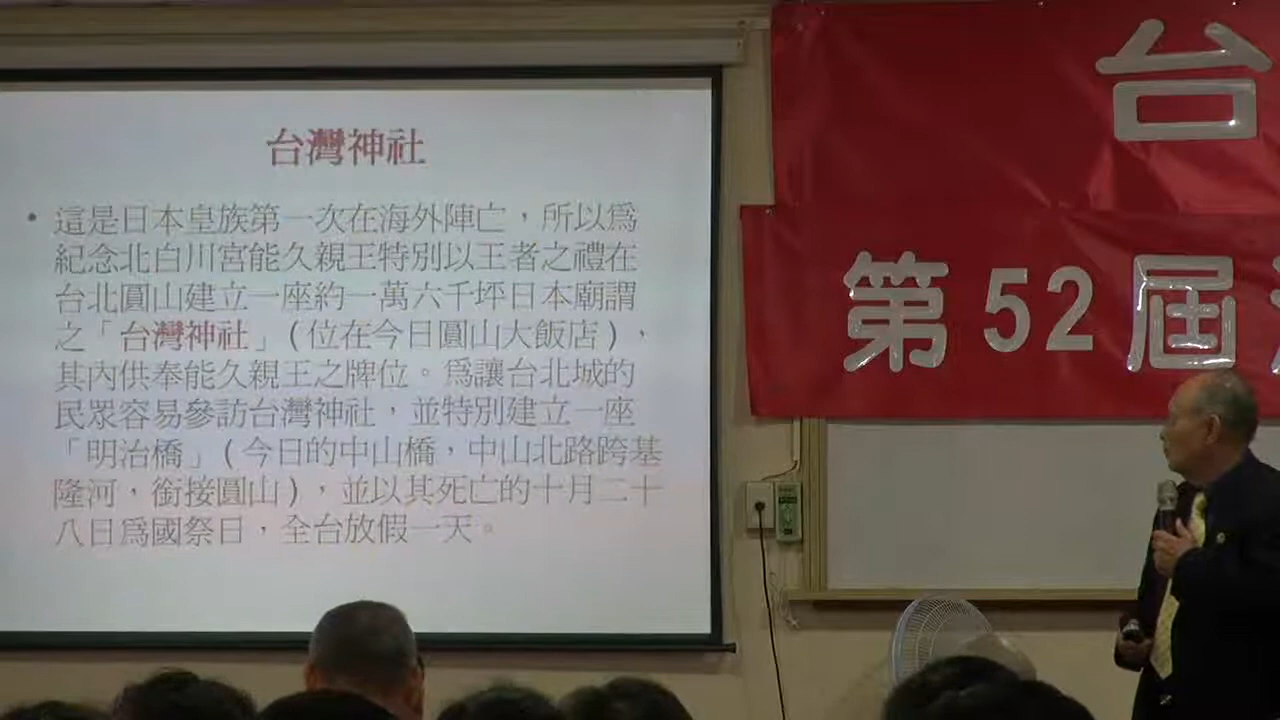 台灣神社
• 這是日本皇族第一次在海外陣亡，所以為
紀念北白川宮能久親王特別以王者之禮在
台北圓山建立一座約一萬六千坪日本廟謂
之「台灣神社」(位在今日圓山大飯店)，
其內供奉能久親王之牌位。為讓台北城的
民眾容易參訪台灣神社，並特別建立一座
「明治橋」(今日的中山橋，中山北路跨基
隆河，銜接圓山)，並以其死亡的十月二十
八日為國祭日，全台放假一天。
台
第52屆